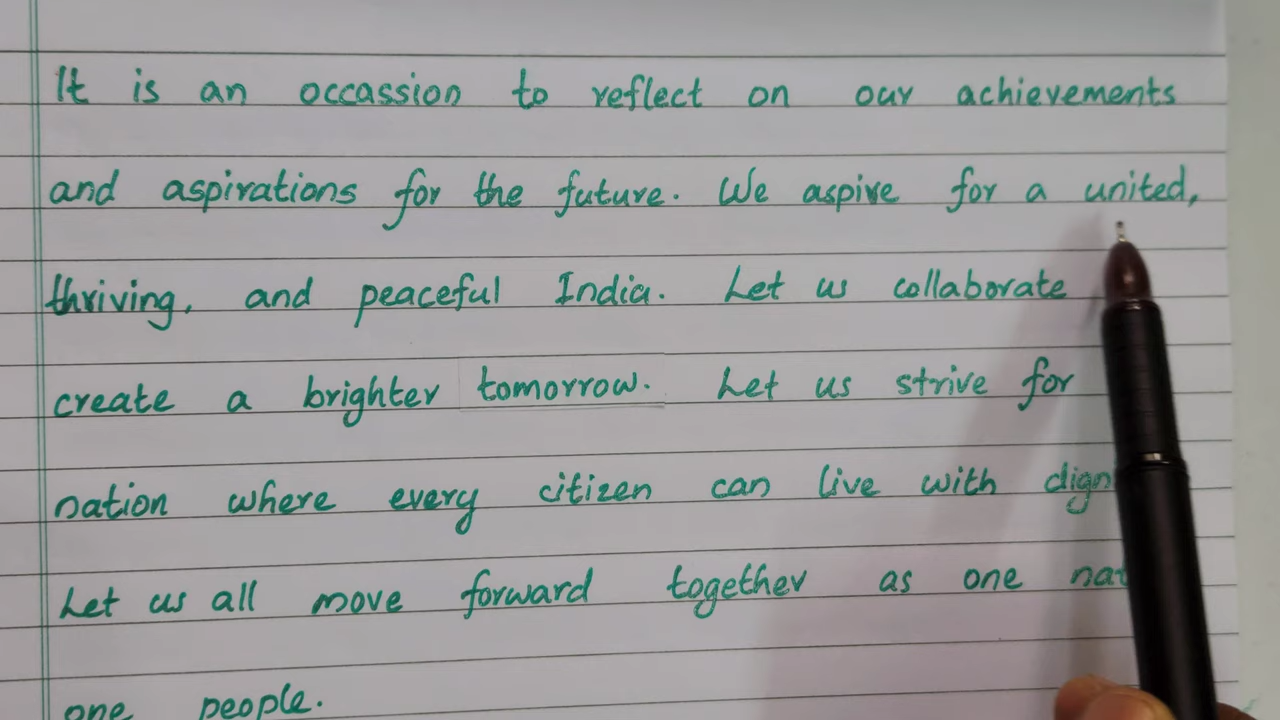 It is an occassion to reflect on our achievements
and aspirations for the future. We aspire for a united,
thriving, and peaceful India. Let us collaborate
create a brighter tomorrow. Let us strive for
nation where every citizen can live with
Let us all move forward together as one
one people.